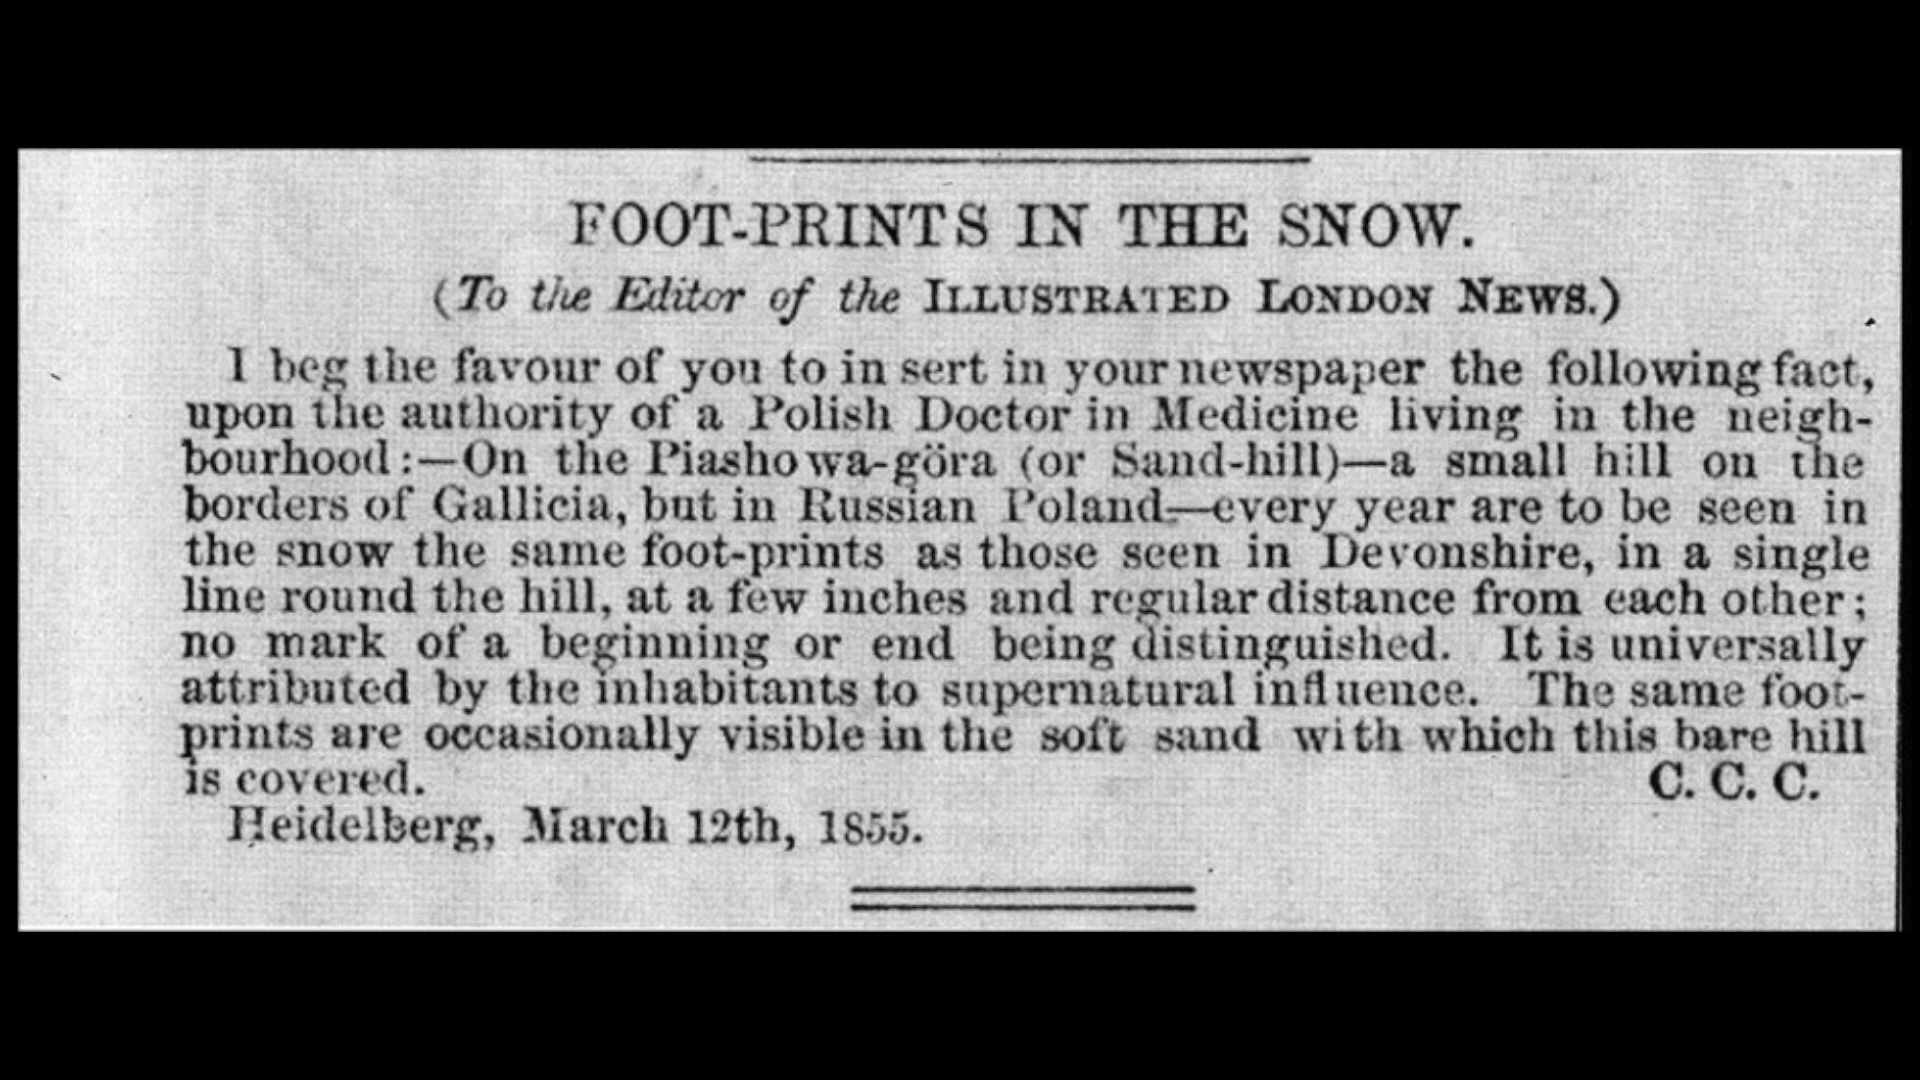 FOOT-PRINTS IN THE SNOW.
(To the Editor of the ILLUSTRATED LONDON NEWS.)
I beg the favour of you to in sert in your newspaper the following fact,
upon the authority of a Polish Doctor in Medicine living in the neigh-
bourhood:—On the Piashowa-göra (or Sand-hill)—a small hill on the
borders of Gallicia, but in Russian Poland—every year are to be seen in
the snow the same foot-prints as those seen in Devonshire, in a single
line round the hill, at a few inches and regular distance from each other;
no mark of a beginning or end being distinguished. It is universally
attributed by the inhabitants to supernatural influence. The same foot-
prints are occasionally visible in the soft sand with which this bare hill
is covered. C. C. C.
Heidelberg, March 12th, 1855.